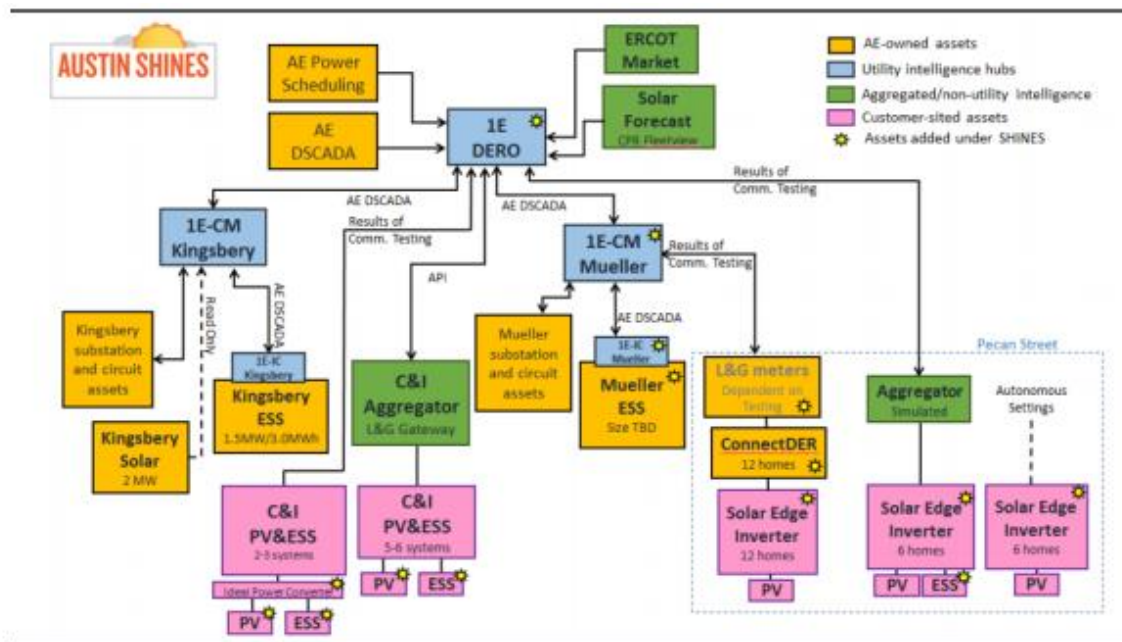 AUSTIN SHINES
AE Power
Scheduling
AE
DSCADA
1E
DERO
ERCOT
Market
Solar
Forecast
CPR Fleetview
AE-owned assets
Utility intelligence hubs
Aggregated/non-utility intelligence
Customer-sited assets
Assets added under SHINES
AE DSCADA
Results of
Comm. Testing
AE DSCADA
Results of
Comm. Testing
1E-CM
Kingsbery
1E-CM
Mueller
Results of
Comm. Testing
API
Read Only
AE DSCADA
AE DSCADA
Kingsbery
substation
and circuit
assets
1E-IC
Kingsbery
Kingsbery
ESS
1.5MW/3.0MWh
Kingsbery
Solar
2 MW
C&I
Aggregator
L&G Gateway
Mueller
substation
and circuit
assets
1E-IC
Mueller
Mueller
ESS
Size TBD
Pecan Street
L&G meters
Dependent on
Testing
ConnectDER
12 homes
Aggregator
Simulated
Autonomous
Settings
C&I
PV&ESS
2-3 systems
C&I
PV&ESS
5-6 systems
Ideal Power Converter
PV
ESS
PV
ESS
Solar Edge
Inverter
12 homes
PV
Solar Edge
Inverter
6 homes
PV
ESS
Solar Edge
Inverter
6 homes
PV